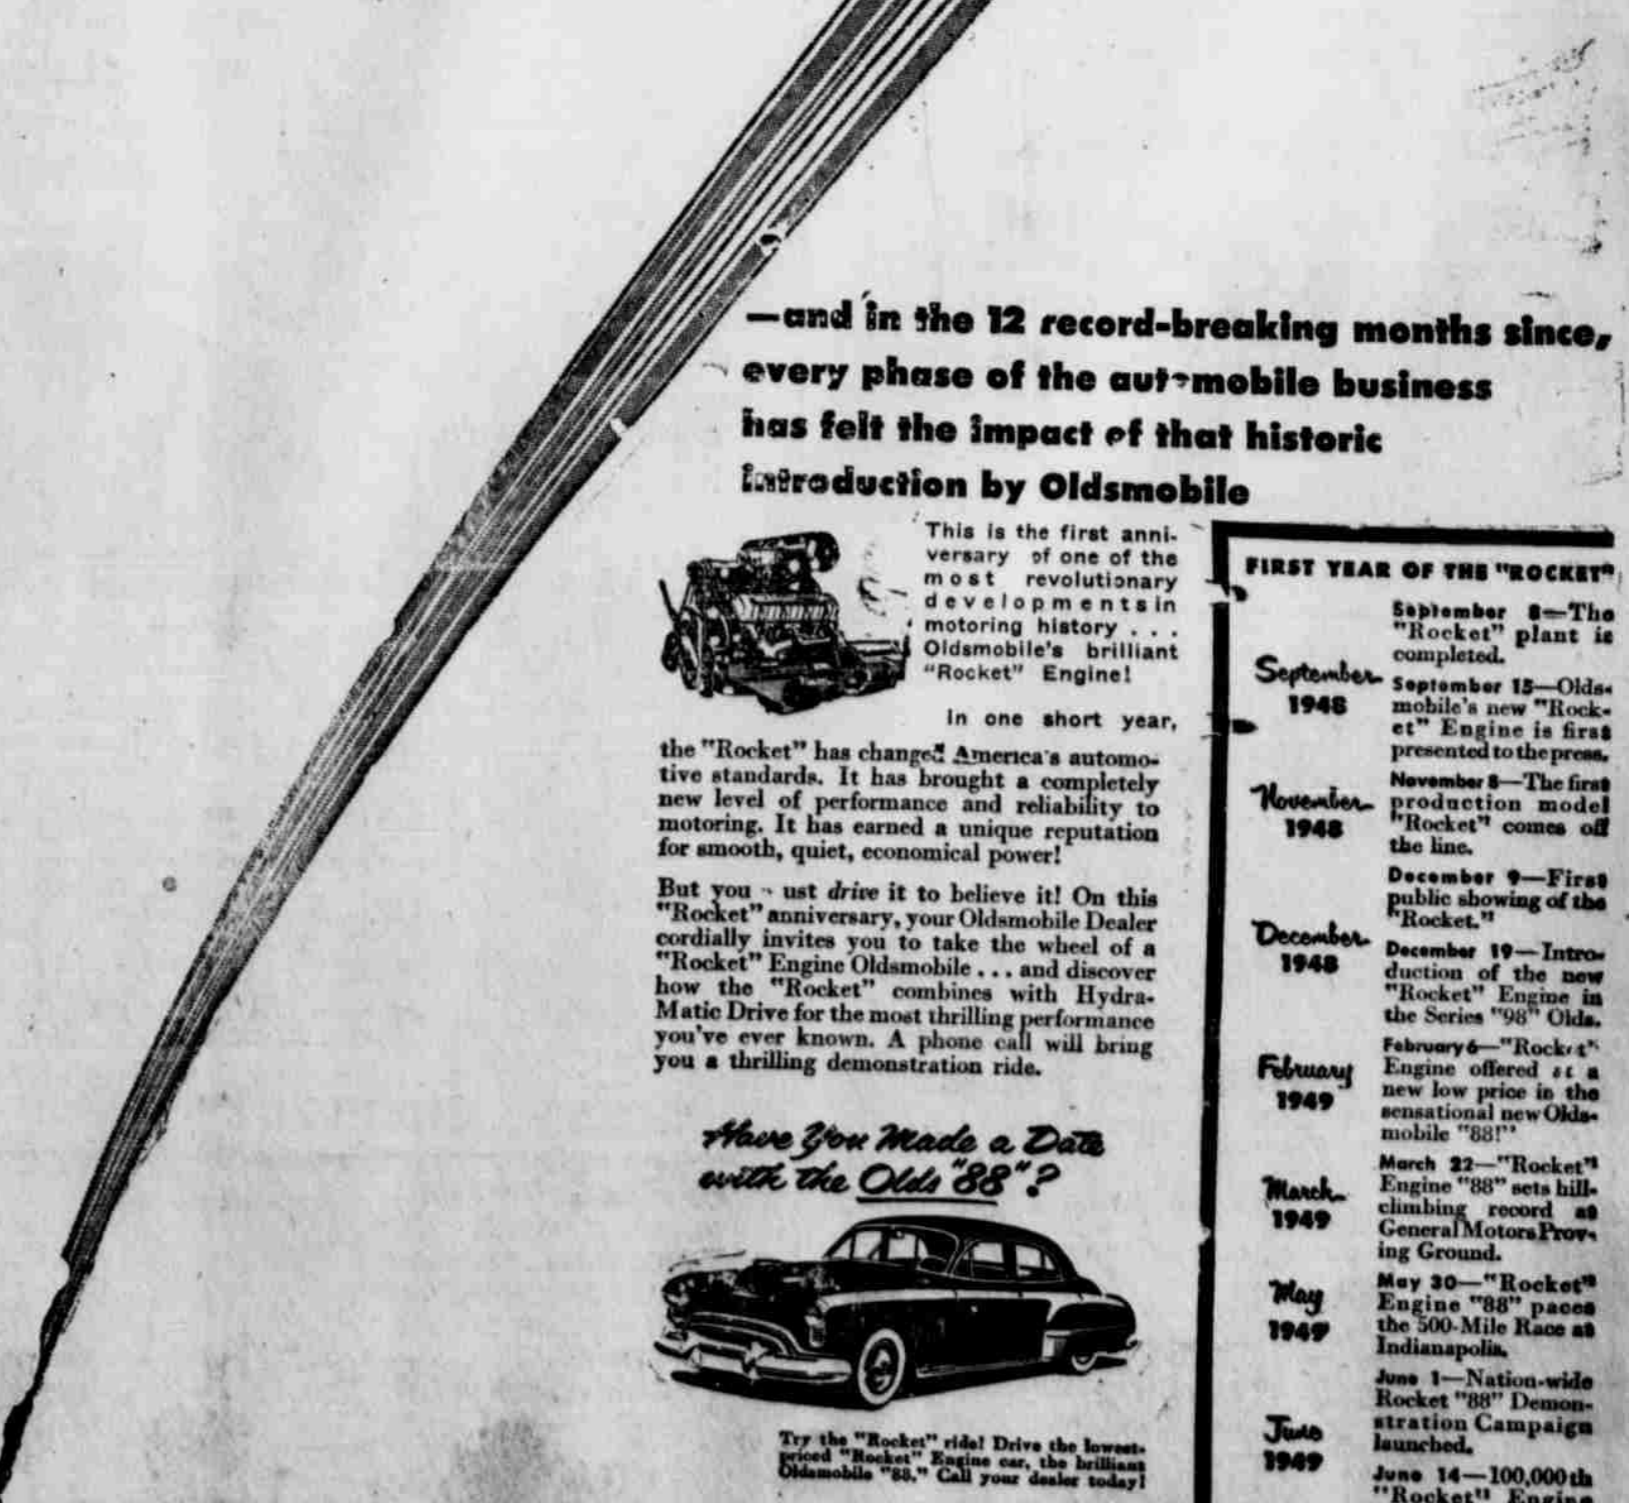 —and in the 12 record-breaking months since,
every phase of the automobile business
has felt the impact of that historic
introduction by Oldsmobile
This is the first anni-
versary of one of the
most revolutionary
developments in
motoring history . . .
Oldsmobile's brilliant
"Rocket" Engine!
In one short year,
the "Rocket" has changed America's automo-
tive standards. It has brought a completely
new level of performance and reliability to
motoring. It has earned a unique reputation
for smooth, quiet, economical power!
But you ust drive it to believe it! On this
"Rocket" anniversary, your Oldsmobile Dealer
cordially invites you to take the wheel of a
"Rocket" Engine Oldsmobile . . . and discover
how the "Rocket" combines with Hydra-
Matic Drive for the most thrilling performance
you've ever known. A phone call will bring
you a thrilling demonstration ride.
Have You Made a Date
with the Olds "88"?
Try the "Rocket" ride! Drive the lowest-
priced "Rocket" Engine car, the brilliant
Oldsmobile "88." Call your dealer today!
FIRST YEAR OF THE "ROCKET"
September
1948
September 8—The
"Rocket" plant is
completed.
September 15—Olds-
mobile's new "Rock-
et" Engine is first
presented to the press.
November
1948
November 8—The first
production model
"Rocket" comes off
the line.
December
1948
December 9—First
public showing of the
"Rocket."
December 19—Intro-
duction of the new
"Rocket" Engine in
the Series "98" Olds.
February
1949
February 6—"Rocket"
Engine offered at a
new low price in the
sensational new Olds-
mobile "88!"
March
1949
March 22—"Rocket"
Engine "88" sets hill-
climbing record at
General Motors Prov-
ing Ground.
May
1949
May 30—"Rocket"
Engine "88" paces
the 500-Mile Race at
Indianapolis.
June
1949
June 1—Nation-wide
Rocket "88" Demon-
stration Campaign
launched.
June 14—100,000th
"Rocket" Engine